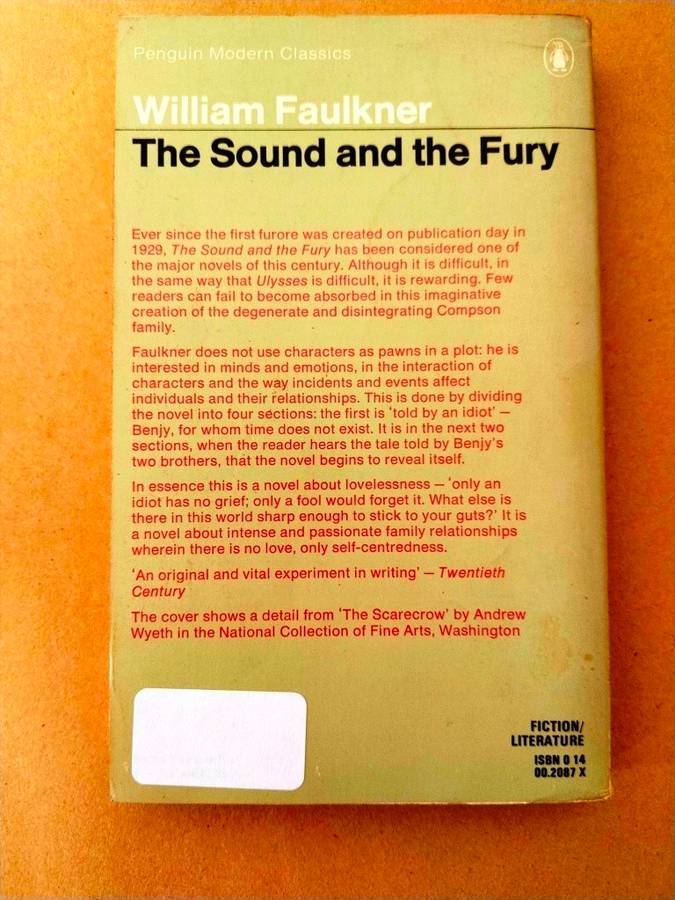 Penguin Modern Classics
William Faulkner
The Sound and the Fury
Ever since the first furore was created on publication day in
1929, The Sound and the Fury has been considered one of
the major novels of this century. Although it is difficult, in
the same way that Ulysses is difficult, it is rewarding. Few
readers can fail to become absorbed in this imaginative
creation of the degenerate and disintegrating Compson
family.
Faulkner does not use characters as pawns in a plot: he is
interested in minds and emotions, in the interaction of
characters and the way incidents and events affect
individuals and their relationships. This is done by dividing
the novel into four sections: the first is ‘told by an idiot’ –
Benjy, for whom time does not exist. It is in the next two
sections, when the reader hears the tale told by Benjy’s
two brothers, that the novel begins to reveal itself.
In essence this is a novel about lovelessness – ‘only an
idiot has no grief; only a fool would forget it. What else is
there in this world sharp enough to stick to your guts?’ It is
a novel about intense and passionate family relationships
wherein there is no love, only self-centredness.
‘An original and vital experiment in writing’ – Twentieth
Century
The cover shows a detail from ‘The Scarecrow’ by Andrew
Wyeth in the National Collection of Fine Arts, Washington
FICTION/
LITERATURE
ISBN 0 14
00.2087 X